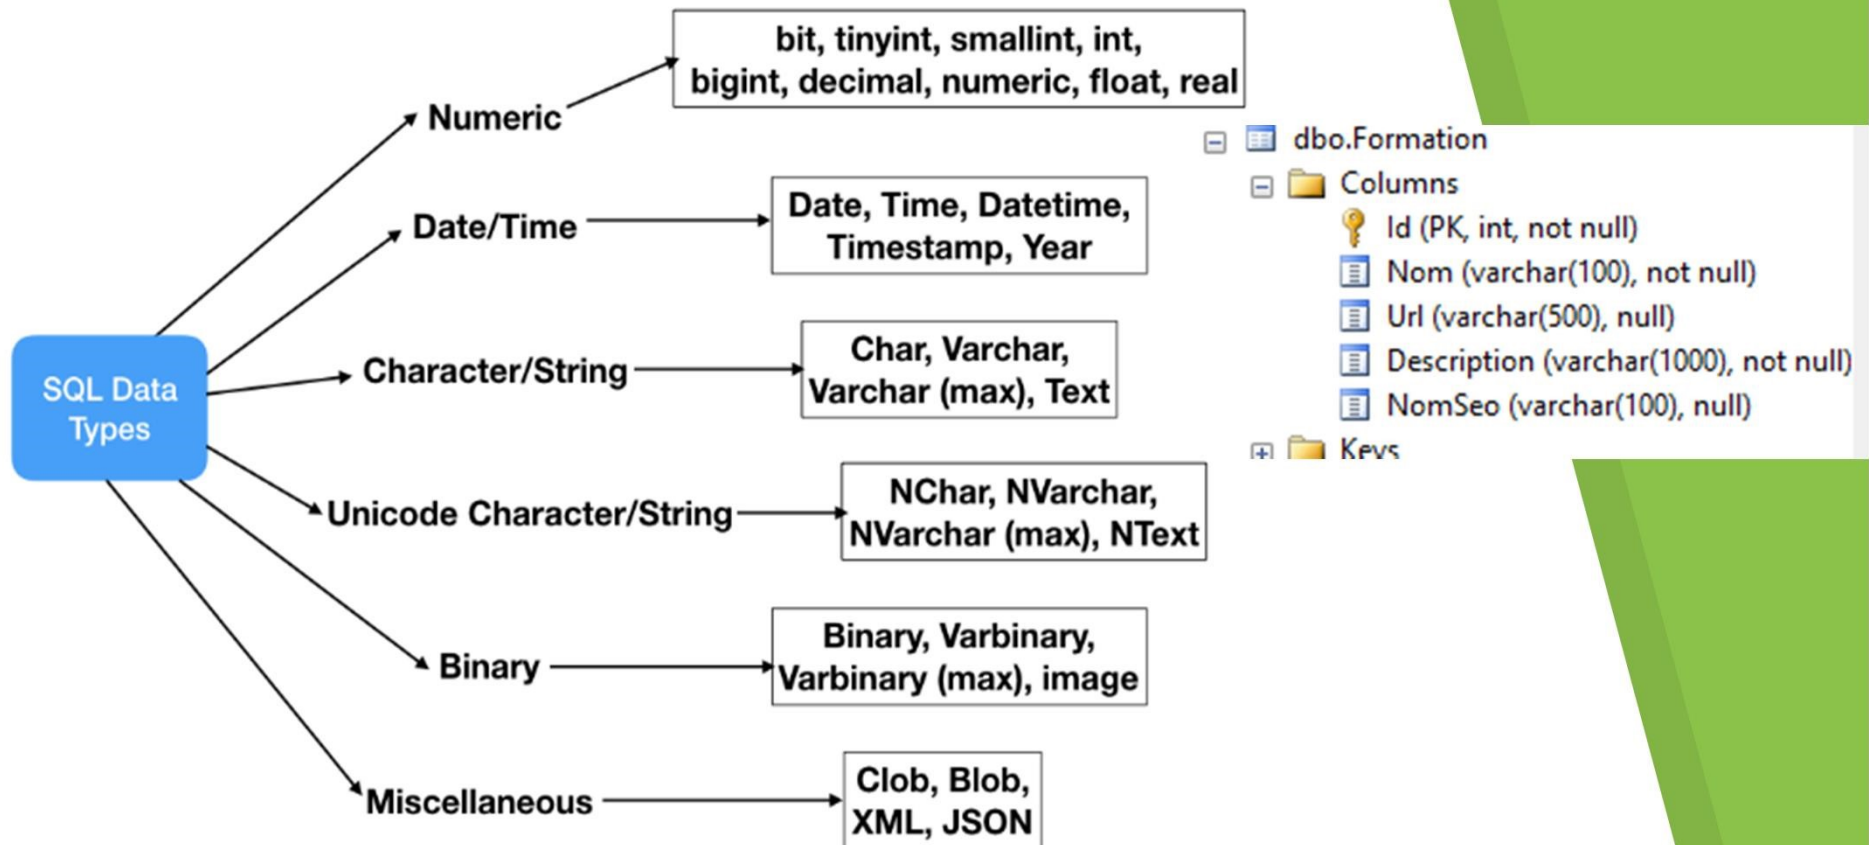 bit, tinyint, smallint, int,
bigint, decimal, numeric, float, real
Numeric
Date, Time, Datetime,
Timestamp, Year
Date/Time
Char, Varchar,
Varchar (max), Text
Character/String
SQL Data
Types
NChar, NVarchar,
NVarchar (max), NText
Unicode Character/String
Binary, Varbinary,
Varbinary (max), image
Binary
Clob, Blob,
XML, JSON
Miscellaneous
dbo.Formation
Columns
Id (PK, int, not null)
Nom (varchar(100), not null)
Url (varchar(500), null)
Description (varchar(1000), not null)
NomSeo (varchar(100), null)
Keys